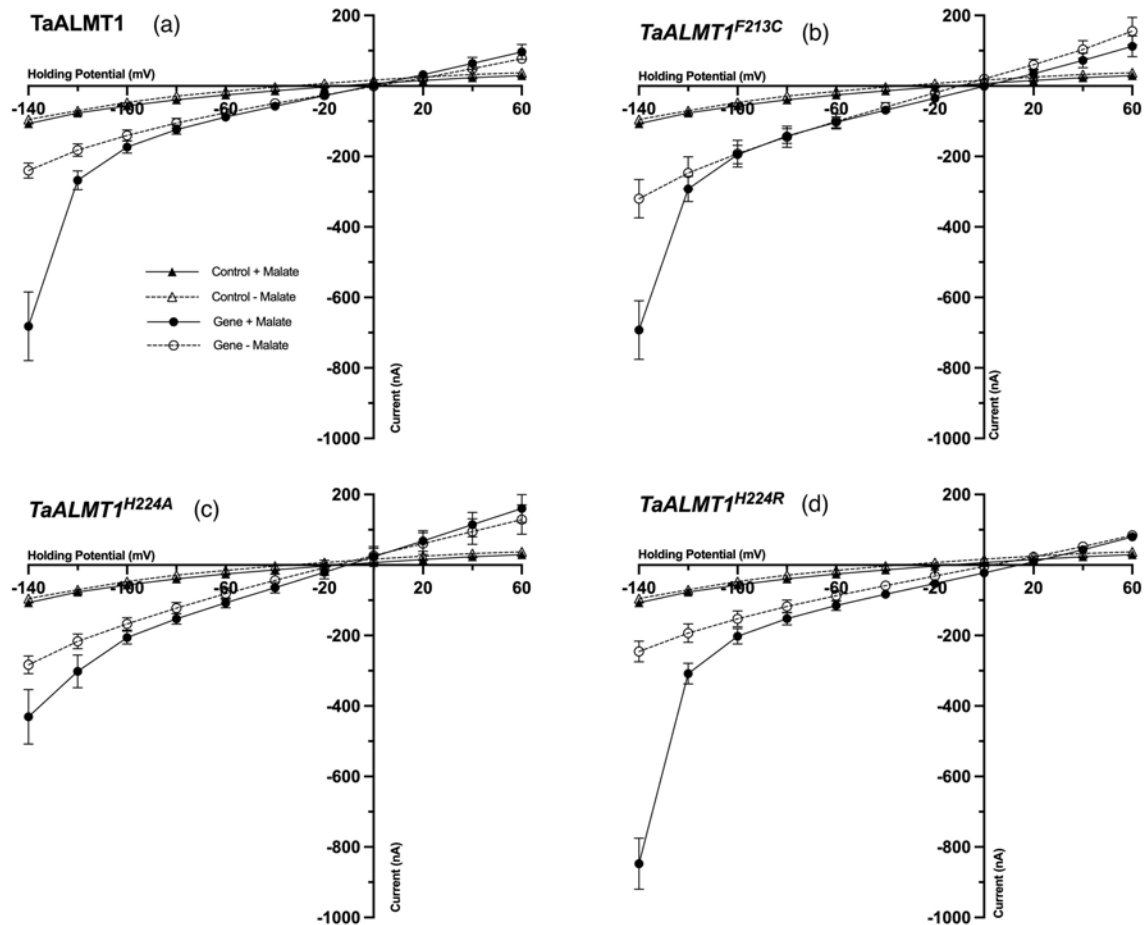 TaALMT1 (a)
200
Holding Potential (mV)
-140 -100 -60 -20 20 60
-200
-400
-600
-800
-1000
Current (nA)
Control + Malate
Control - Malate
Gene + Malate
Gene - Malate
TaALMT1F213C (b)
200
Holding Potential (mV)
-140 -100 -60 -20 20 60
-200
-400
-600
-800
-1000
Current (nA)
TaALMT1H224A (c)
200
Holding Potential (mV)
-140 -100 -60 -20 20 60
-200
-400
-600
-800
-1000
Current (nA)
TaALMT1H224R (d)
200
Holding Potential (mV)
-140 -100 -60 -20 20 60
-200
-400
-600
-800
-1000
Current (nA)